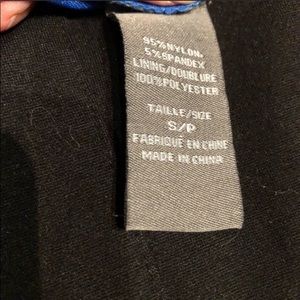 95% NYLON,
5% SPANDEX
LINING/DOUBLURE
100% POLYESTER
TAILLE/SIZE
S/P
FABRIQUÉ EN CHINE
MADE IN CHINA